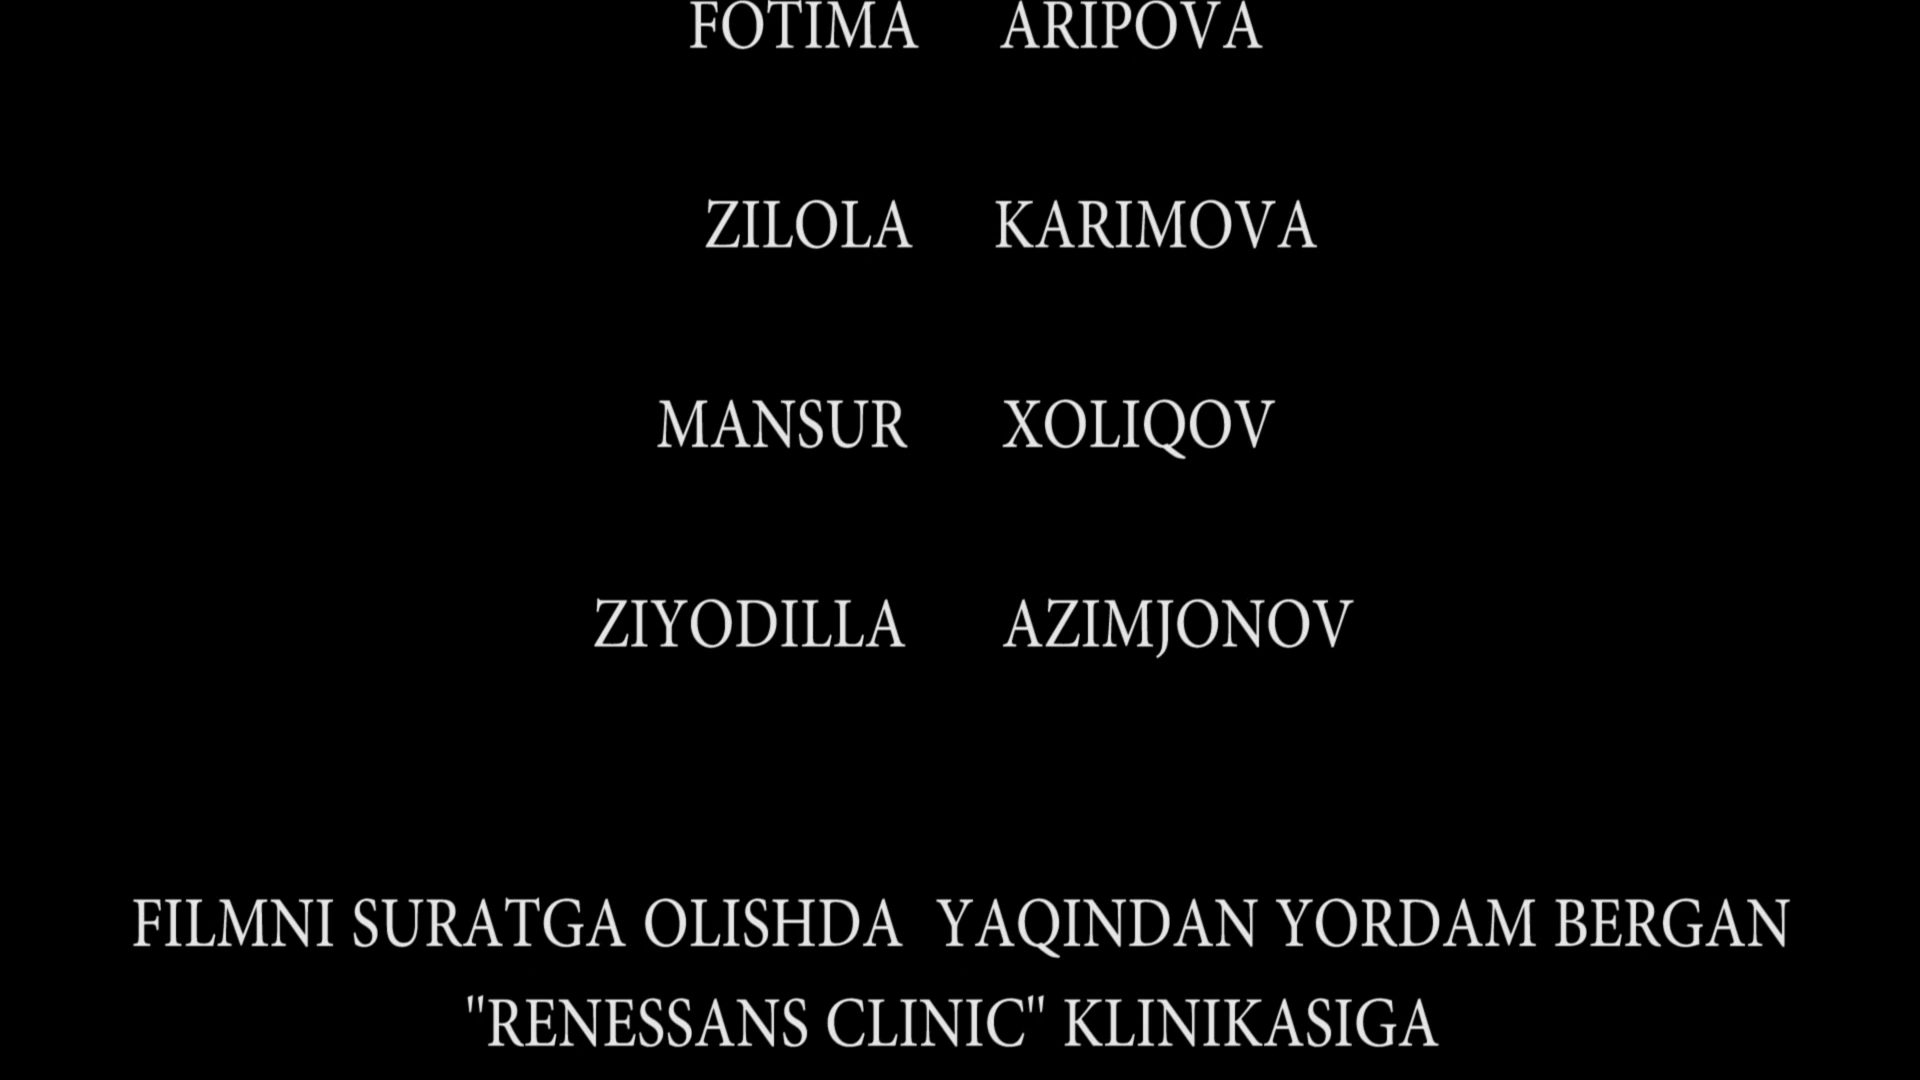 FOTIMA ARIPOVA
ZILOLA KARIMOVA
MANSUR XOLIQOV
ZIYODILLA AZIMJONOV
FILMNI SURATGA OLISHDA YAQINDAN YORDAM BERGAN
"RENESSANS CLINIC" KLINIKASIGA